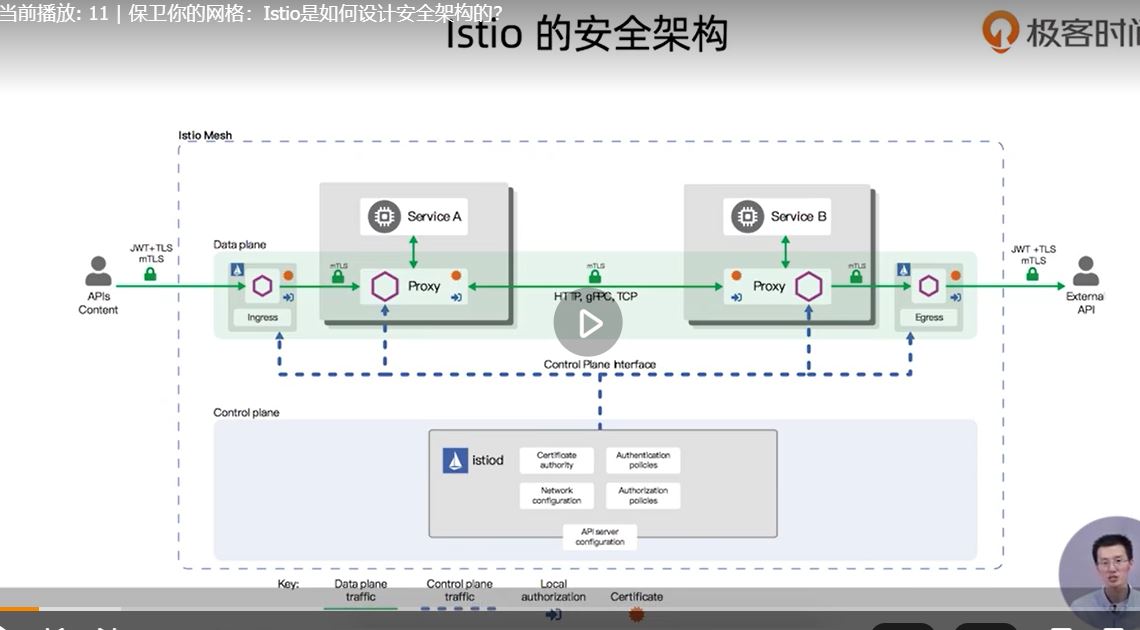 当前播放: 11 | 保卫你的网格：Istio是如何设计安全架构的?
Istio 的安全架构
极客时间
Istio Mesh
Data plane
JWT+TLS
mTLS
APIs
Content
Ingress
mTLS
Service A
Proxy
mTLS
HTTP, gRPC, TCP
Service B
Proxy
mTLS
Egress
JWT +TLS
mTLS
External
API
Control Plane Interface
Control plane
istiod
Certificate
authority
Authentication
policies
Network
configuration
Authorization
policies
API server
configuration
Key:
Data plane
traffic
Control plane
traffic
Local
authorization
Certificate